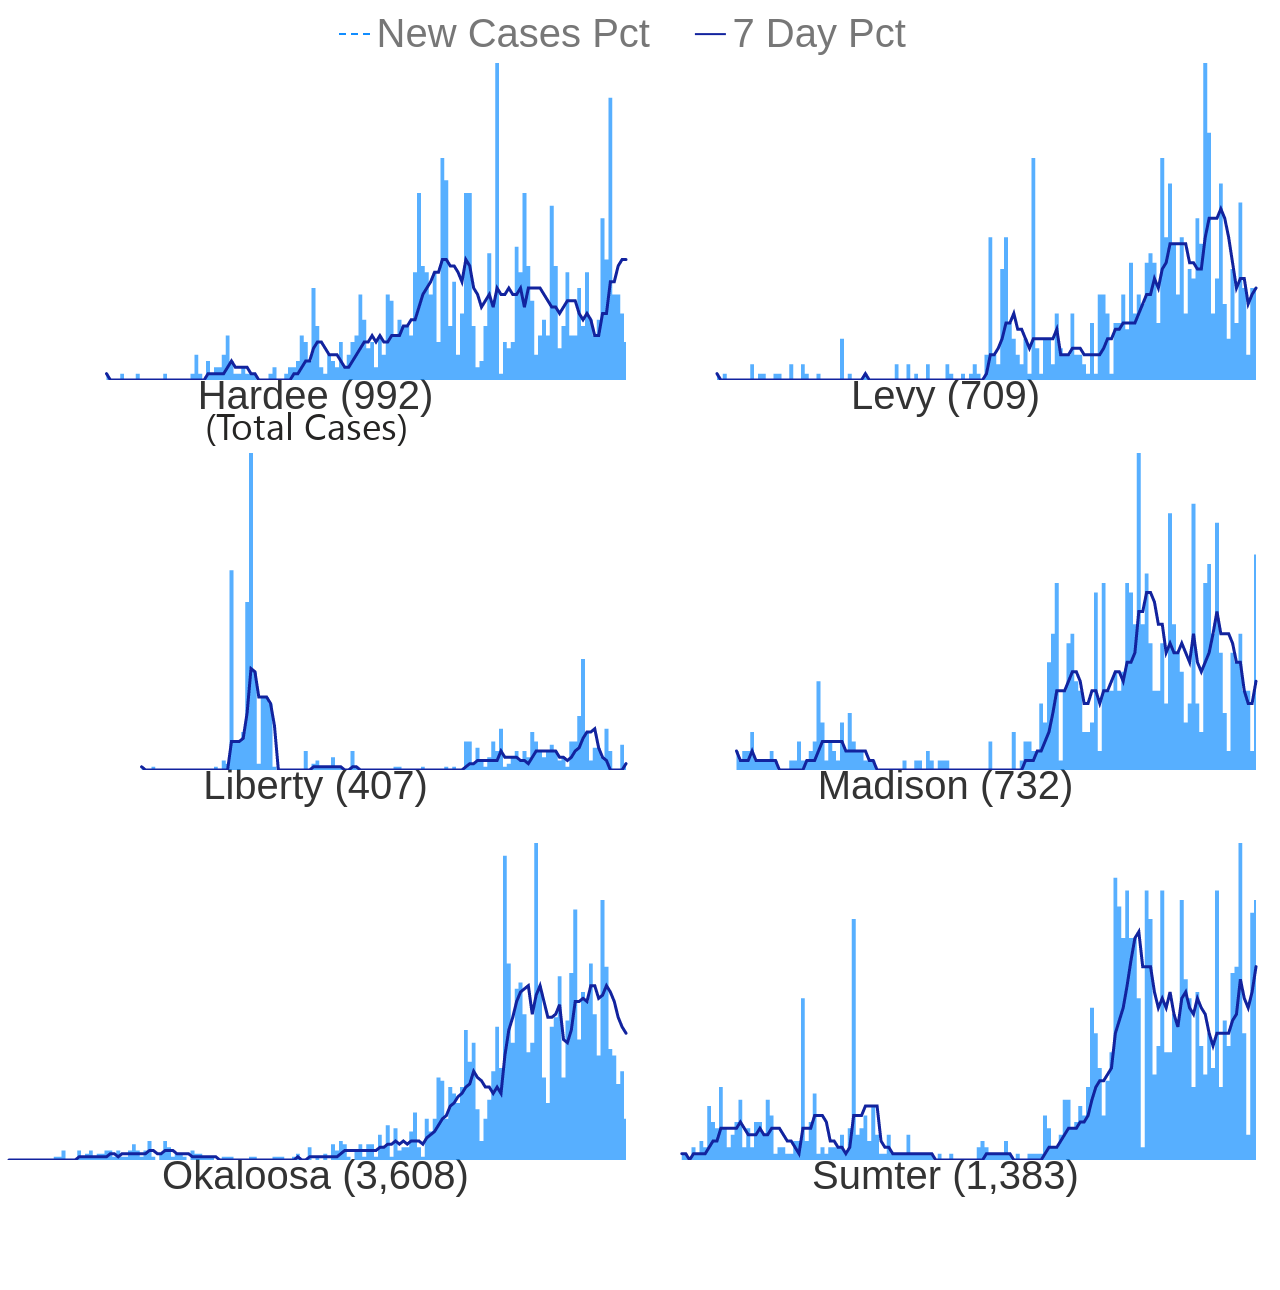 New Cases Pct 7 Day Pct
Hardee (992) Levy (709)
(Total Cases)
Liberty (407) Madison (732)
Okaloosa (3,608) Sumter (1,383)